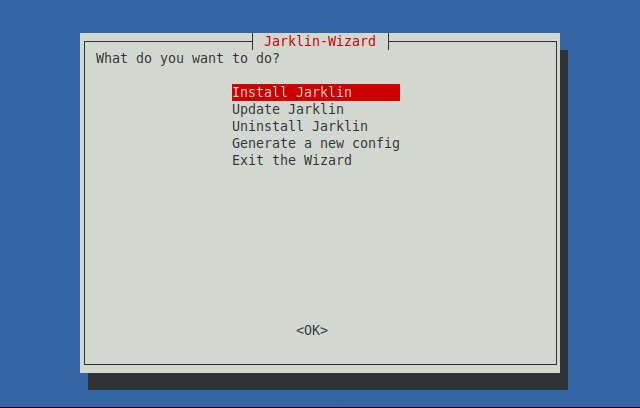 Jarklin-Wizard
What do you want to do?
Install Jarklin
Update Jarklin
Uninstall Jarklin
Generate a new config
Exit the Wizard
<OK>